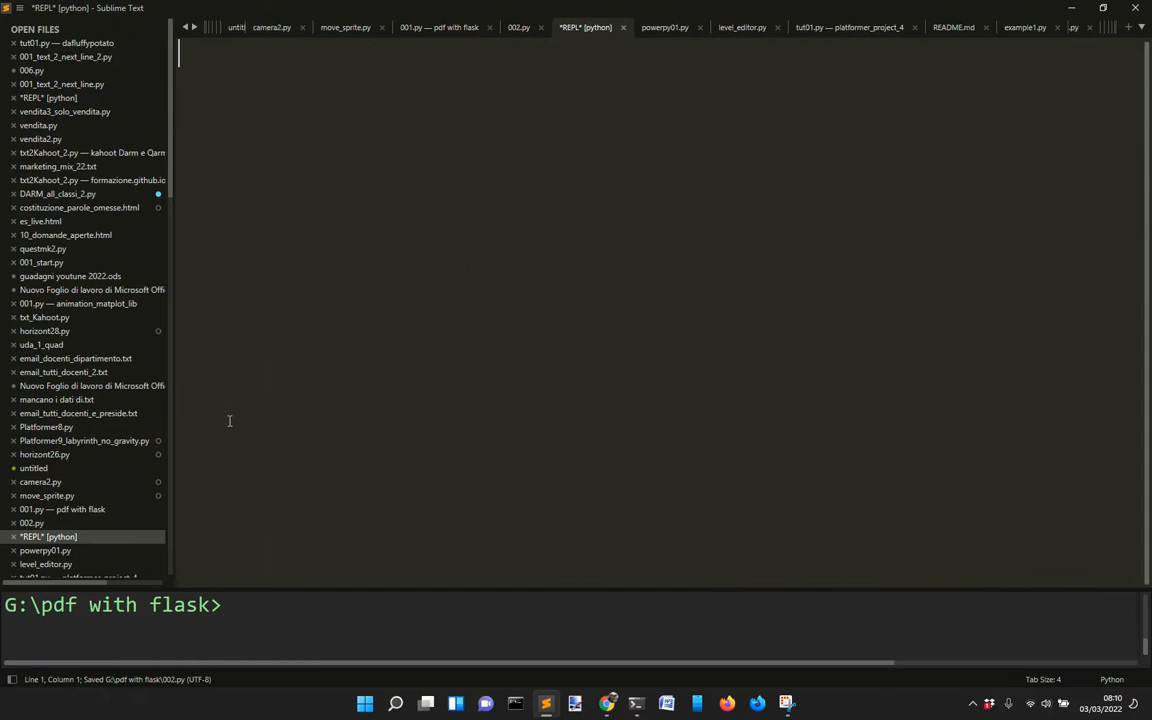 *REPL* [python] - Sublime Text
untit camera2.py move_sprite.py 001.py — pdf with flask 002.py *REPL* [python] powerpy01.py level_editor.py tut01.py — platformer_project_4 README.md example1.py .py
OPEN FILES
tut01.py — dafluffypotato
001_text_2_next_line_2.py
006.py
001_text_2_next_line.py
*REPL* [python]
vendita3_solo_vendita.py
vendita.py
vendita2.py
txt2Kahoot_2.py — kahoot Darm e Qarm
marketing_mix_22.txt
txt2Kahoot_2.py — formazione.github.io
DARM_all_classi_2.py
costituzione_parole_omesse.html
es_live.html
10_domande_aperte.html
questmk2.py
001_start.py
guadagni youtune 2022.ods
Nuovo Foglio di lavoro di Microsoft Offi
001.py — animation_matplot_lib
txt_Kahoot.py
horizont28.py
uda_1_quad
email_docenti_dipartimento.txt
email_tutti_docenti_2.txt
Nuovo Foglio di lavoro di Microsoft Offi
mancano i dati di.txt
email_tutti_docenti_e_preside.txt
Platformer8.py
Platformer9_labyrinth_no_gravity.py
horizont26.py
untitled
camera2.py
move_sprite.py
001.py — pdf with flask
002.py
*REPL* [python]
powerpy01.py
level_editor.py
tut01.py — platformer_project_4
G:\pdf with flask>
Line 1, Column 1; Saved G:\pdf with flask\002.py (UTF-8) Tab Size: 4 Python
08:10
03/03/2022